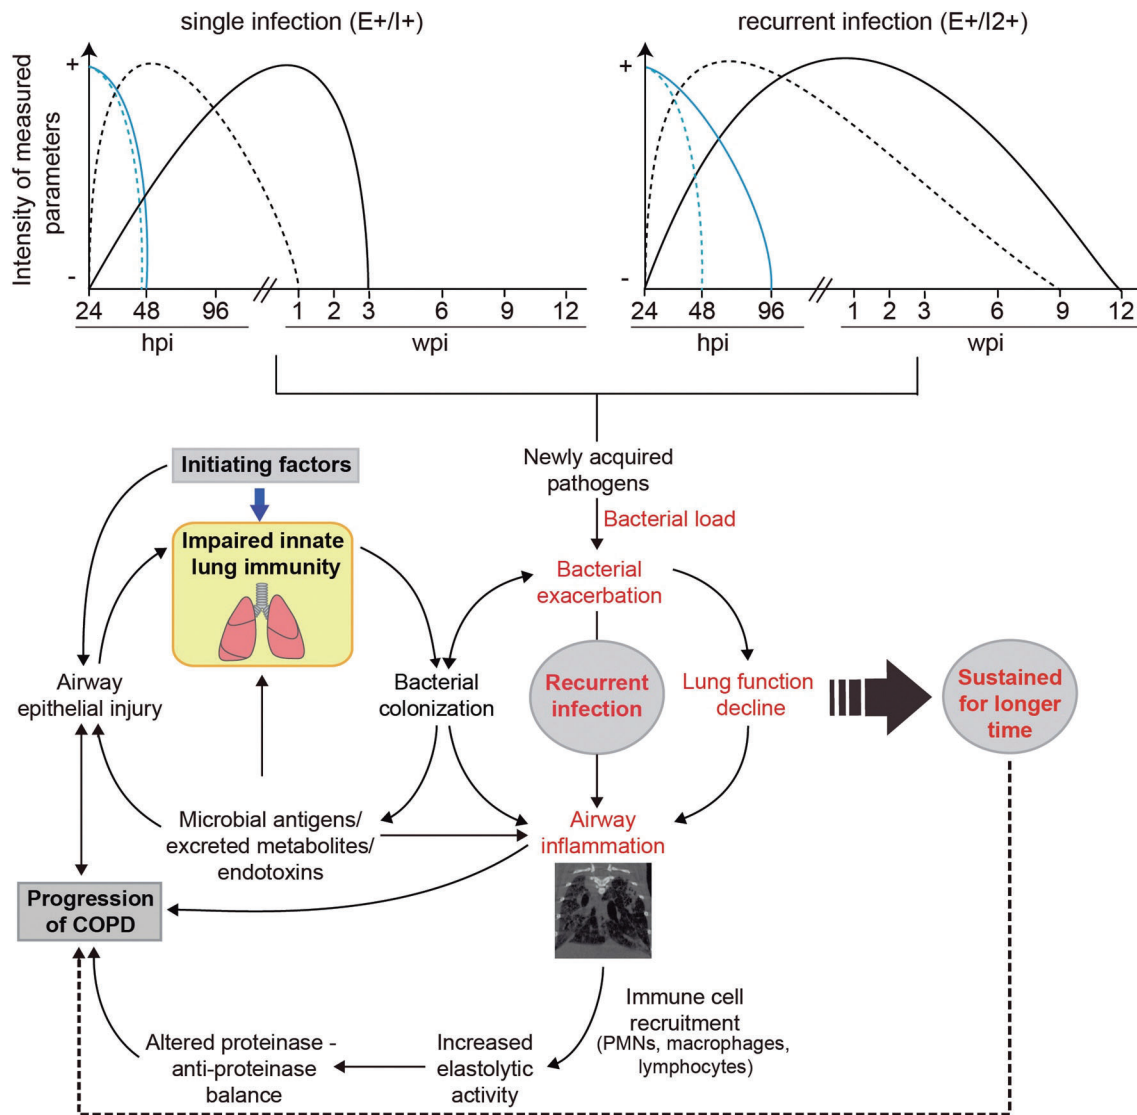 single infection (E+/I+)
recurrent infection (E+/I2+)
Intensity of measured
parameters
+
-
24 48 96 1 2 3 6 9 12
hpi wpi
+
-
24 48 96 1 2 3 6 9 12
hpi wpi
Newly acquired
pathogens
Initiating factors
Bacterial load
Impaired innate
lung immunity
Bacterial
exacerbation
Airway
epithelial injury
Bacterial
colonization
Recurrent
infection
Lung function
decline
Sustained
for longer
time
Microbial antigens/
excreted metabolites/
endotoxins
Airway
inflammation
Progression
of COPD
Immune cell
recruitment
(PMNs, macrophages,
lymphocytes)
Increased
elastolytic
activity
Altered proteinase -
anti-proteinase
balance